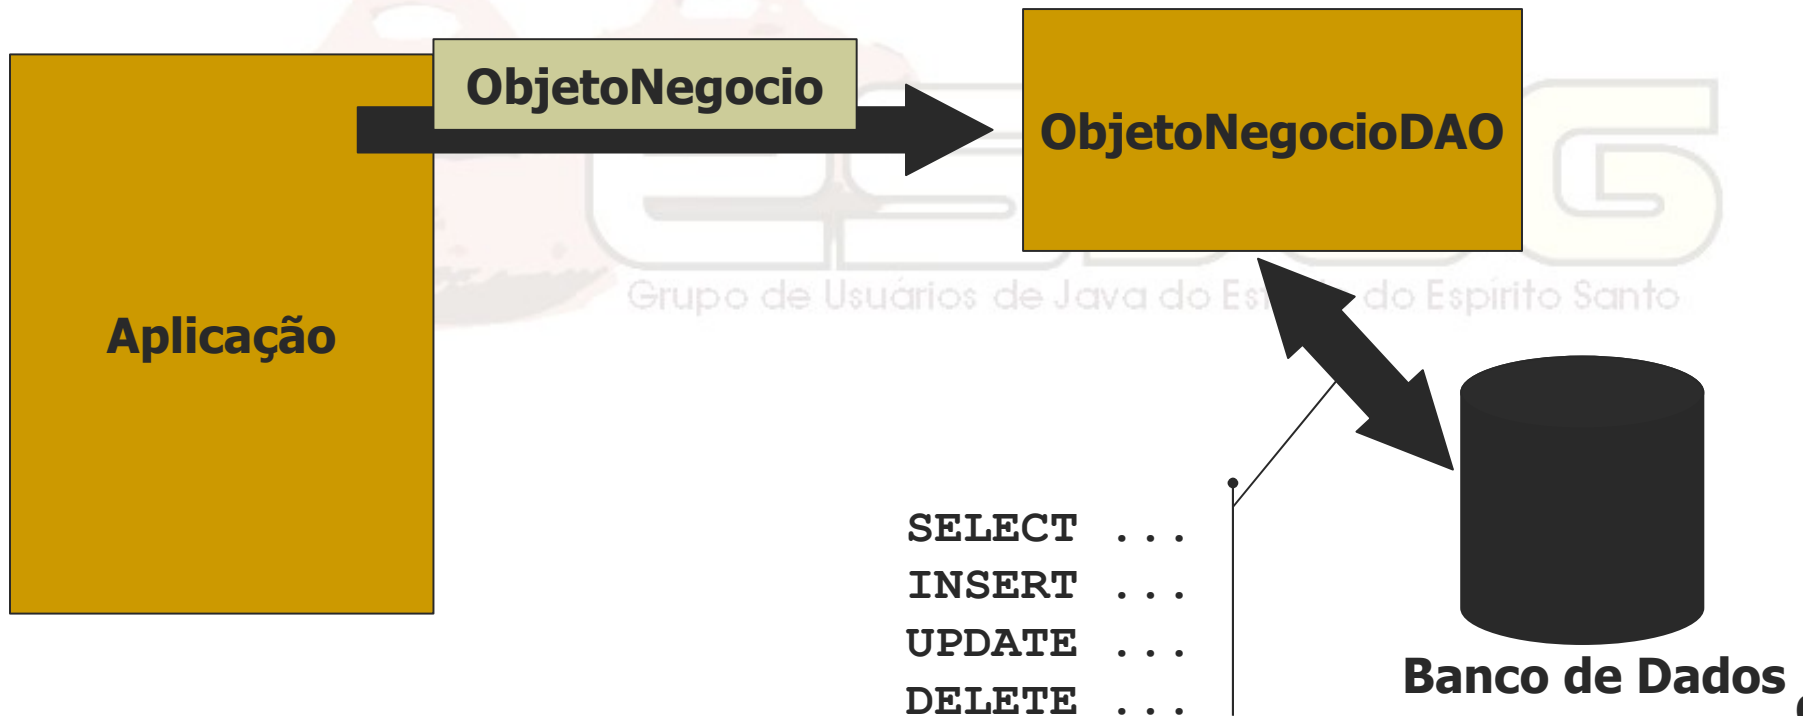 ObjetoNegocio
ObjetoNegocioDAO
Grupo de Usuários de Java do Es do Espírito Santo
Aplicação
SELECT ...
INSERT ...
UPDATE ...
DELETE ...
Banco de Dados